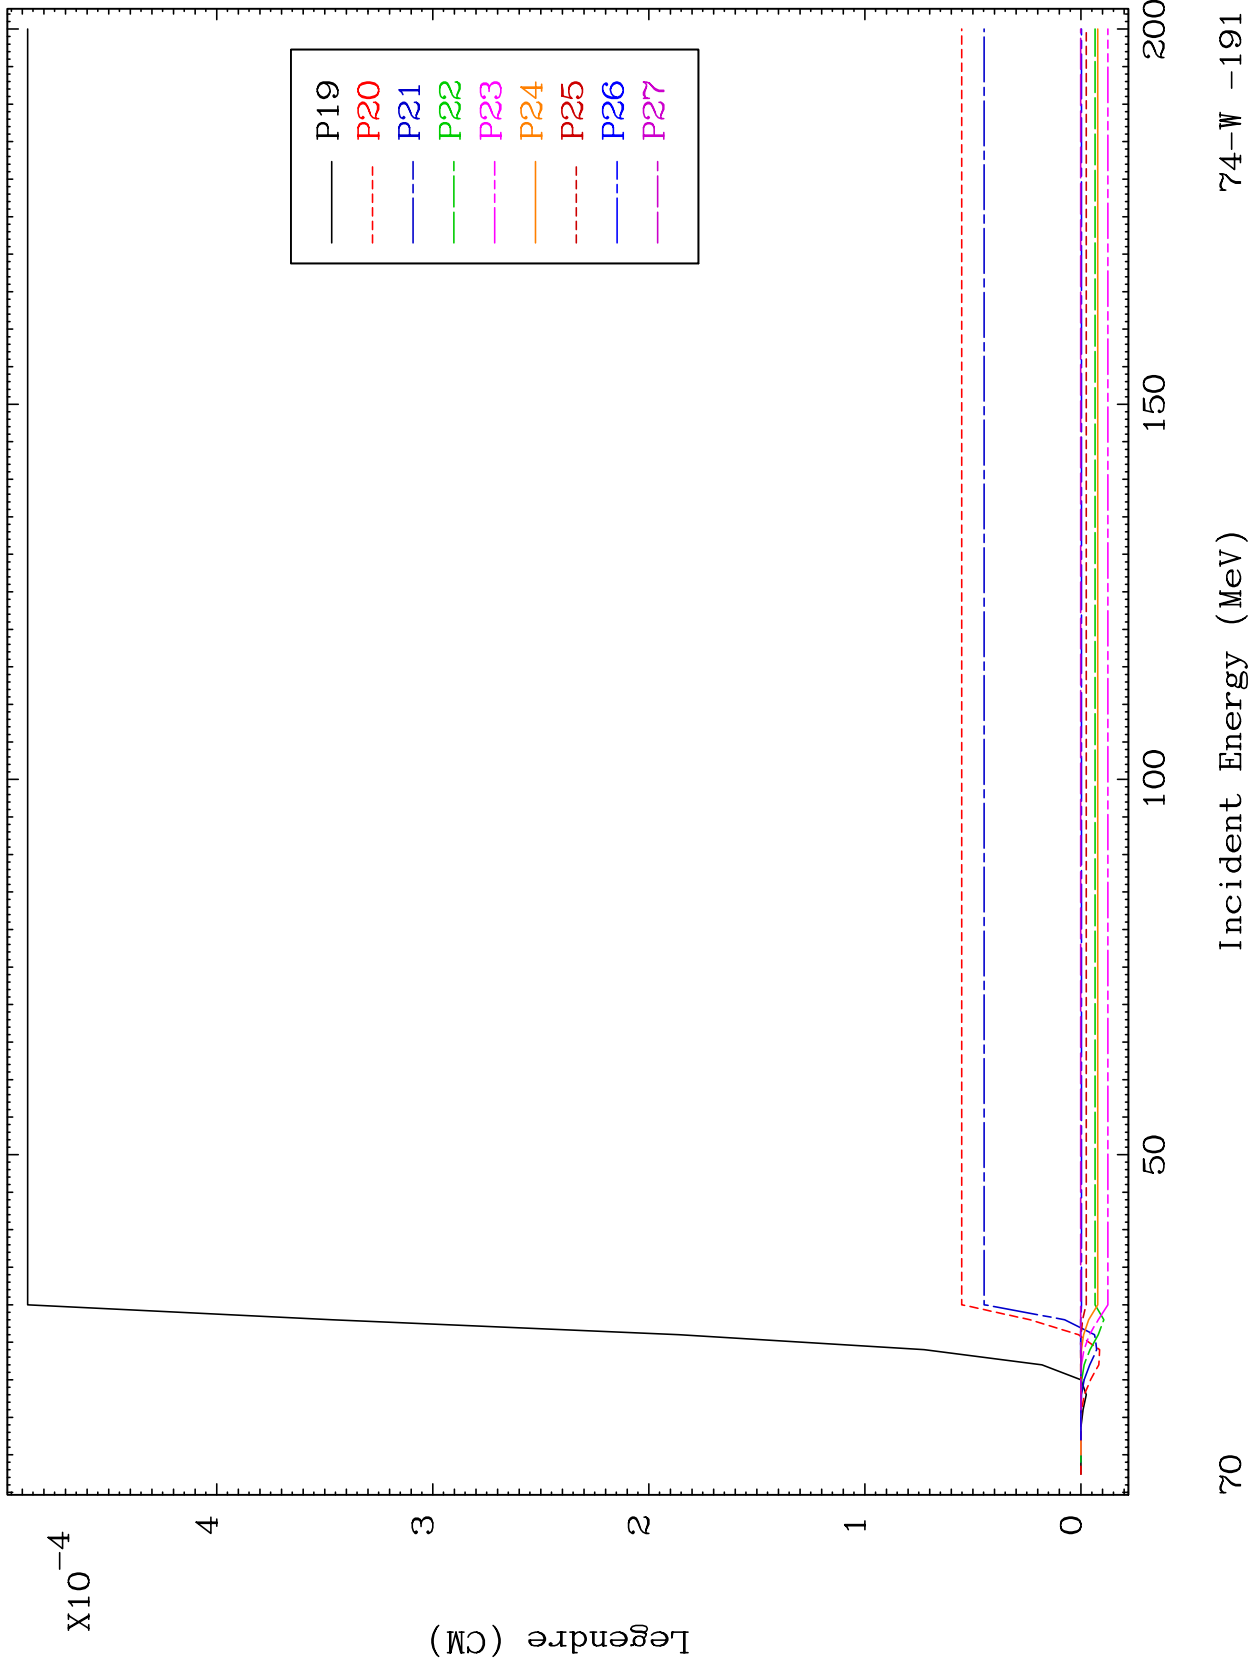 X10-4
Legendre (CM)
4
3
2
1
0
P19
P20
P21
P22
P23
P24
P25
P26
P27
50
100
150
200
70
Incident Energy (MeV)
74-W -191